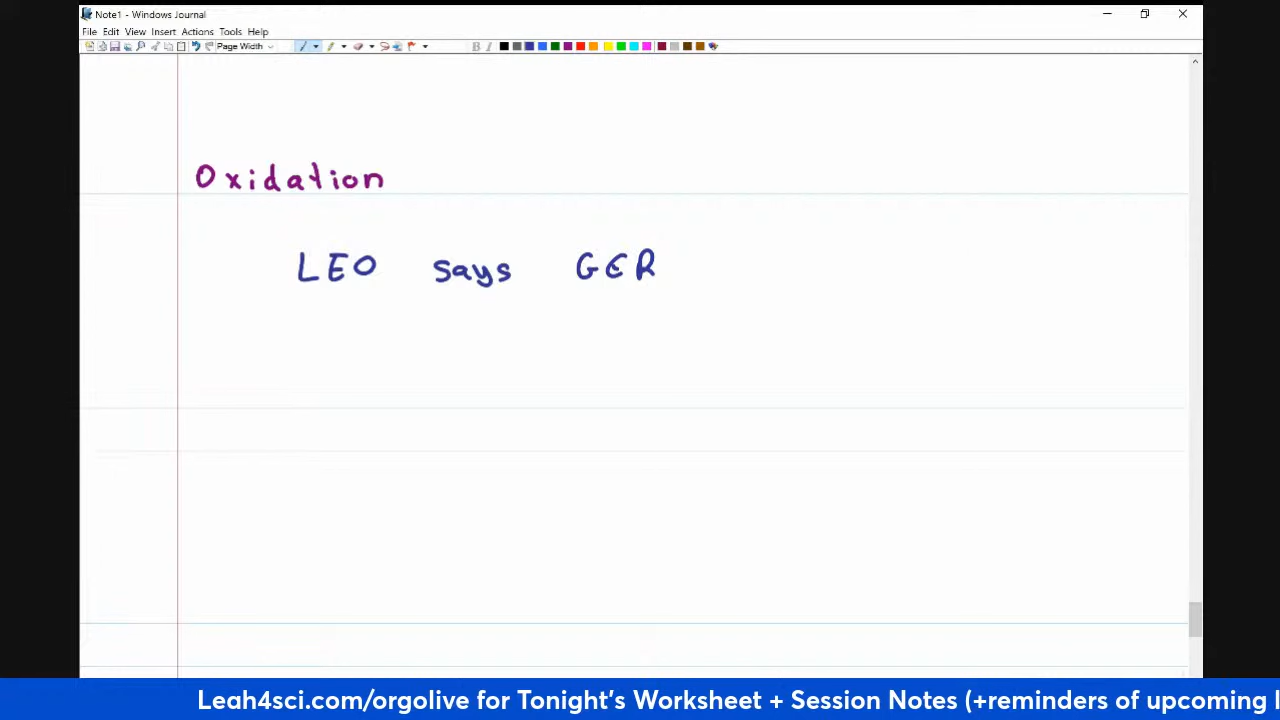 Note1 - Windows Journal
File Edit View Insert Actions Tools Help
Page Width
B I
Oxidation
LEO says GER
Leah4sci.com/orgolive for Tonight's Worksheet + Session Notes (+reminders of upcoming